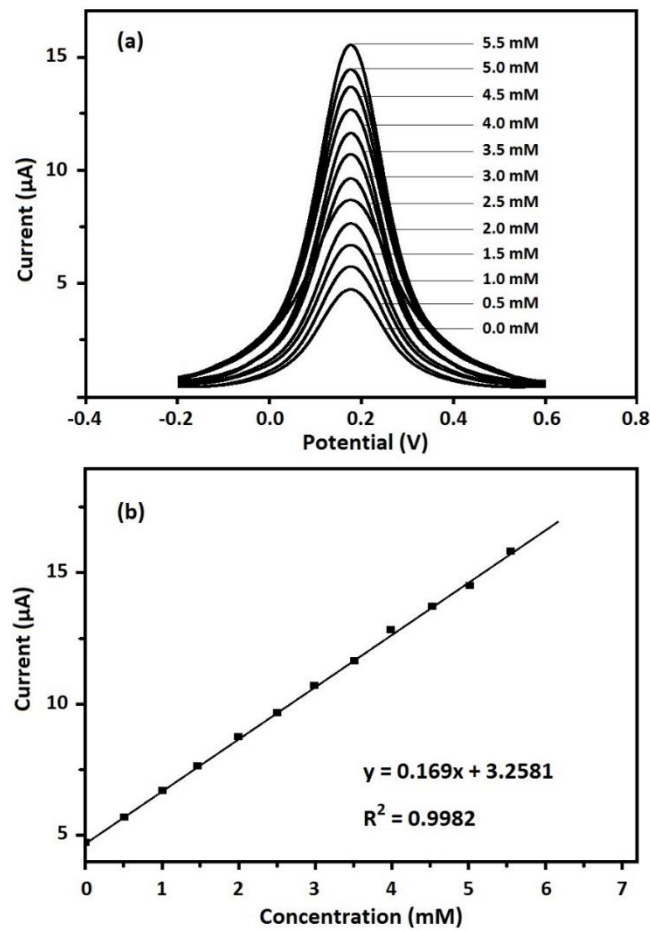 (a)
15
10
5
Current (µA)
5.5 mM
5.0 mM
4.5 mM
4.0 mM
3.5 mM
3.0 mM
2.5 mM
2.0 mM
1.5 mM
1.0 mM
0.5 mM
0.0 mM
-0.4 -0.2 0.0 0.2 0.4 0.6 0.8
Potential (V)
(b)
15
10
5
Current (µA)
y = 0.169x + 3.2581
R² = 0.9982
0 1 2 3 4 5 6 7
Concentration (mM)